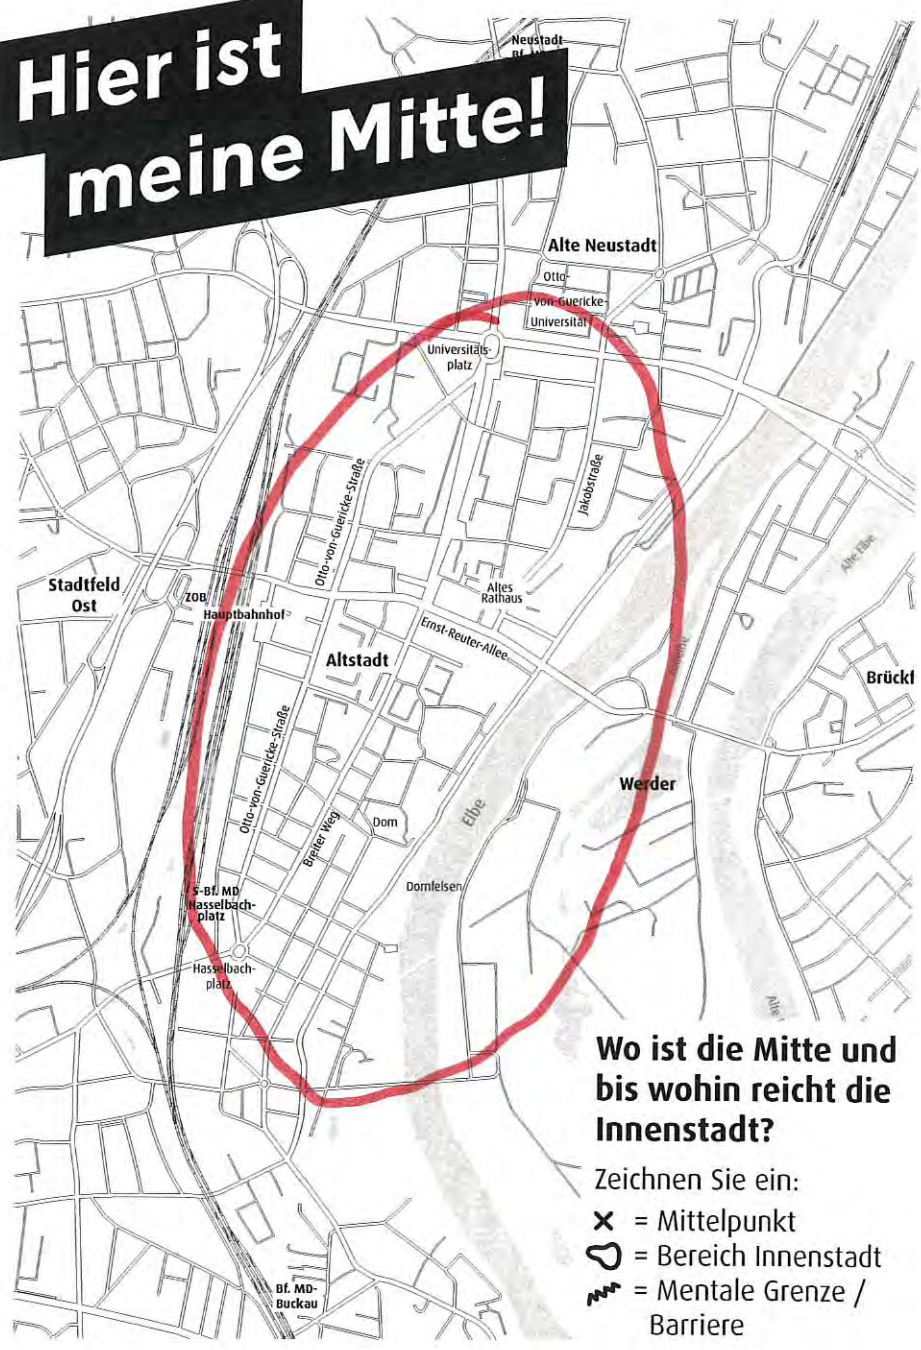 Hier ist
meine Mitte!
Neustadt
Alte Neustadt
Otto-
von-Guericke-
Universität
Universitäts-
platz
Otto-von-Guericke-Straße
Jakobstraße
Alte Elbe
Stadtfeld
Ost
ZOB
Hauptbahnhof
Altes
Rathaus
Ernst-Reuter-Allee
Altstadt
Brückf
Otto-von-Guericke-Straße
Werder
Elbe
Breiter Weg
Dom
Domfelsen
S-Bf. MD
Hasselbach-
platz
Hasselbach-
platz
Alte
Wo ist die Mitte und
bis wohin reicht die
Innenstadt?
Zeichnen Sie ein:
x = Mittelpunkt
= Bereich Innenstadt
= Mentale Grenze /
Barriere
Bf. MD-
Buckau